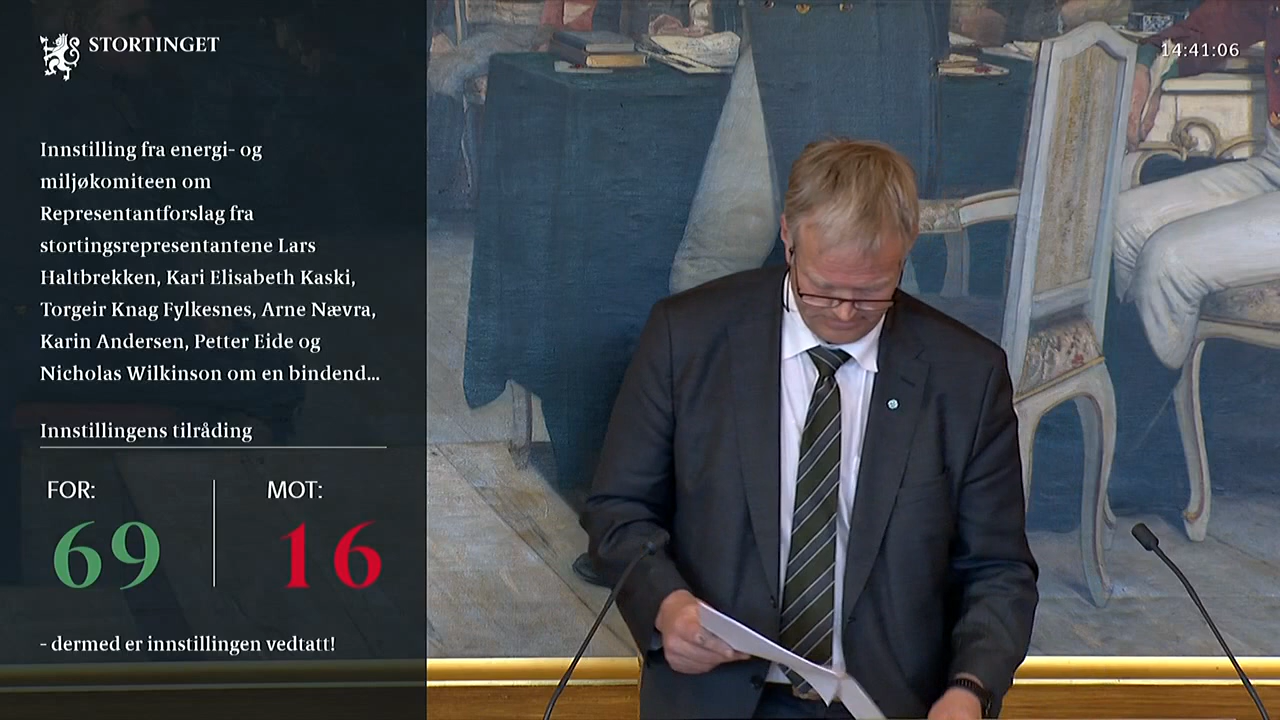 STORTINGET
14:41:06
Innstilling fra energi- og
miljøkomiteen om
Representantforslag fra
stortingsrepresentantene Lars
Haltbrekken, Kari Elisabeth Kaski,
Torgeir Knag Fylkesnes, Arne Nævra,
Karin Andersen, Petter Eide og
Nicholas Wilkinson om en bindend...
Innstillingens tilråding
FOR: MOT:
69 16
- dermed er innstillingen vedtatt!